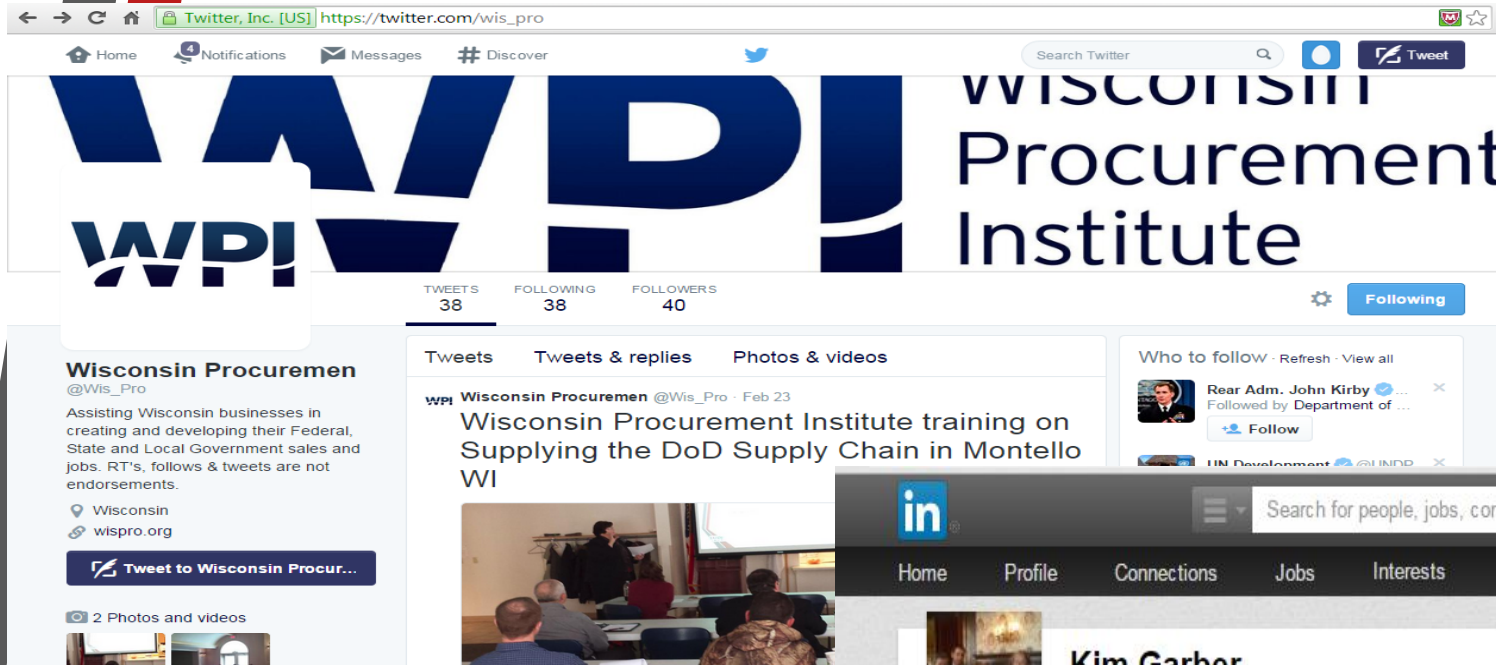 Twitter, Inc. [US] https://twitter.com/wis_pro
Home
4
Notifications
Messages
Discover
Search Twitter
Tweet
WPI
Wisconsin
Procurement
Institute
WPI
TWEETS
38
FOLLOWING
38
FOLLOWERS
40
Following
Wisconsin Procuremen
@Wis_Pro
Assisting Wisconsin businesses in
creating and developing their Federal,
State and Local Government sales and
jobs. RT's, follows & tweets are not
endorsements.
Wisconsin
wispro.org
Tweet to Wisconsin Procur...
2 Photos and videos
Tweets Tweets & replies Photos & videos
WPI Wisconsin Procuremen @Wis_Pro · Feb 23
Wisconsin Procurement Institute training on
Supplying the DoD Supply Chain in Montello
WI
Who to follow · Refresh · View all
Rear Adm. John Kirby ...
Followed by Department of ...
Follow
UN Development @UNDP
in
Search for people, jobs, com
Home Profile Connections Jobs Interests
Kim Garber